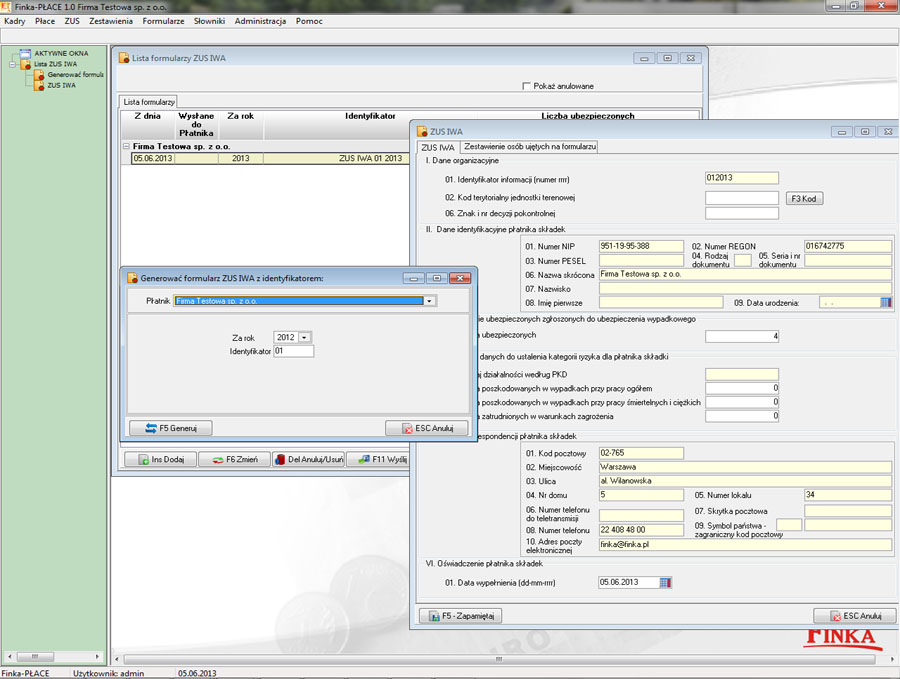 Finka-PŁACE 1.0 Firma Testowa sp. z o.o.
Kadry Płace ZUS Zestawienia Formularze Słowniki Administracja Pomoc
AKTYWNE OKNA
Lista ZUS IWA
Generować formula
ZUS IWA
Lista formularzy ZUS IWA
Pokaż anulowane
Lista formularzy
Z dnia Wysłane do Płatnika Za rok Identyfikator Liczba ubezpieczonych
Firma Testowa sp. z o.o.
05.06.2013 2013 ZUS IWA 01 2013
Ins Dodaj F6 Zmień Del Anuluj/Usuń F11 Wyślij
Generować formularz ZUS IWA z identyfikatorem:
Płatnik Firma Testowa sp. z o.o.
Za rok 2012
Identyfikator 01
F5 Generuj ESC Anuluj
ZUS IWA
ZUS IWA Zestawienie osób ujętych na formularzu
I. Dane organizacyjne
01. Identyfikator informacji (numer rrrr) 012013
02. Kod terytorialny jednostki terenowej F3 Kod
06. Znak i nr decyzji pokontrolnej
II. Dane identyfikacyjne płatnika składek
01. Numer NIP 951-19-95-388 02. Numer REGON 016742775
03. Numer PESEL 04. Rodzaj dokumentu 05. Seria i nr dokumentu
06. Nazwa skrócona Firma Testowa sp. z o.o.
07. Nazwisko
08. Imię pierwsze 09. Data urodzenia: . .
ie ubezpieczonych zgłoszonych do ubezpieczenia wypadkowego
a ubezpieczonych 4
danych do ustalenia kategorii ryzyka dla płatnika składki
aj działalności według PKD
a poszkodowanych w wypadkach przy pracy ogółem 0
a poszkodowanych w wypadkach przy pracy śmiertelnych i ciężkich 0
a zatrudnionych w warunkach zagrożenia 0
espondencji płatnika składek
01. Kod pocztowy 02-765
02. Miejscowość Warszawa
03. Ulica al. Wilanowska
04. Nr domu 5 05. Numer lokalu 34
06. Numer telefonu do teletransmisji 07. Skrytka pocztowa
08. Numer telefonu 22 408 48 00 09. Symbol państwa - zagraniczny kod pocztowy
10. Adres poczty elektronicznej finka@finka.pl
VI. Oświadczenie płatnika składek
01. Data wypełnienia (dd-mm-rrrr) 05.06.2013
F5 - Zapamiętaj ESC Anuluj
FINKA
Finka-PŁACE Użytkownik: admin 05.06.2013